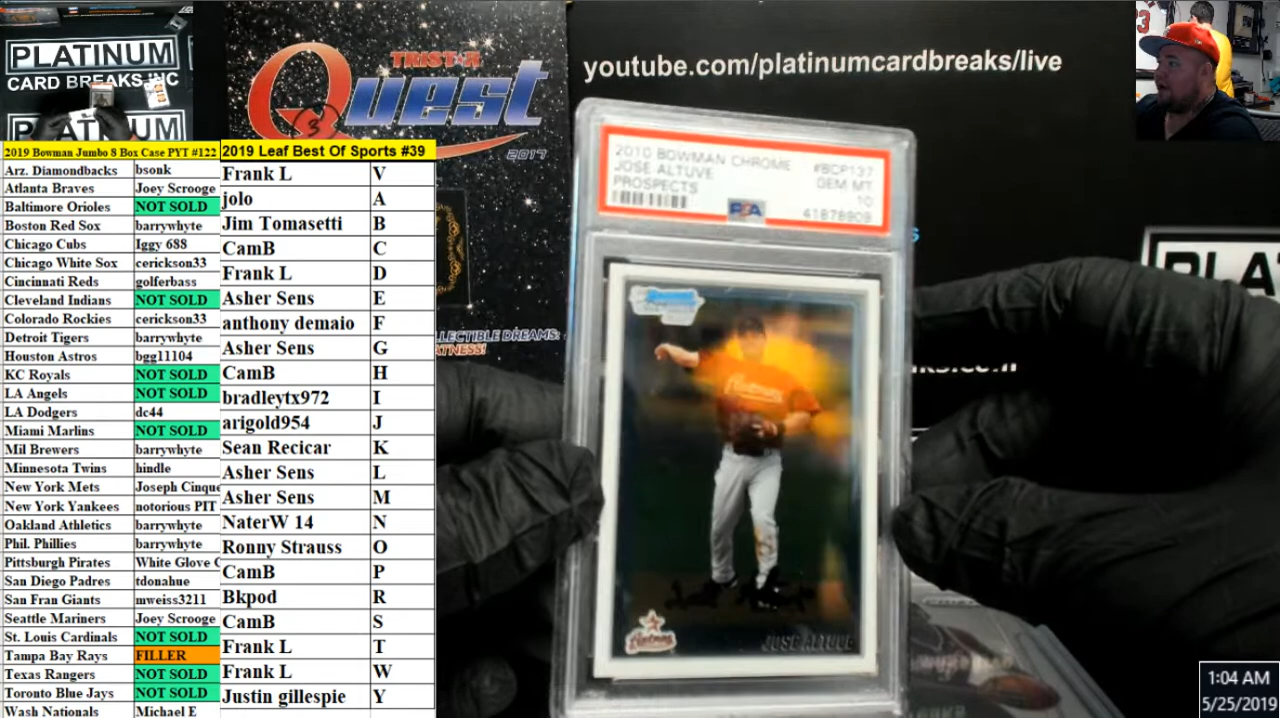 PLATINUM
CARD BREAKS INC
PLATINUM
2019 Bowman Jumbo 8 Box Case PYT #122
Arz. Diamondbacks bsonk
Atlanta Braves Joey Scrooge
Baltimore Orioles NOT SOLD
Boston Red Sox barrywhyte
Chicago Cubs Iggy 688
Chicago White Sox cerickson33
Cincinnati Reds golferbass
Cleveland Indians NOT SOLD
Colorado Rockies cerickson33
Detroit Tigers barrywhyte
Houston Astros bgg11104
KC Royals NOT SOLD
LA Angels NOT SOLD
LA Dodgers dc44
Miami Marlins NOT SOLD
Mil Brewers barrywhyte
Minnesota Twins hindle
New York Mets Joseph Cinque
New York Yankees notorious PIT
Oakland Athletics barrywhyte
Phil. Phillies barrywhyte
Pittsburgh Pirates White Glove C
San Diego Padres tdonahue
San Fran Giants mweiss3211
Seattle Mariners Joey Scrooge
St. Louis Cardinals NOT SOLD
Tampa Bay Rays FILLER
Texas Rangers NOT SOLD
Toronto Blue Jays NOT SOLD
Wash Nationals Michael E
2019 Leaf Best Of Sports #39
Frank L V
jolo A
Jim Tomasetti B
CamB C
Frank L D
Asher Sens E
anthony demaio F
Asher Sens G
CamB H
bradleytx972 I
arigold954 J
Sean Recicar K
Asher Sens L
Asher Sens M
NaterW 14 N
Ronny Strauss O
CamB P
Bkpod R
CamB S
Frank L T
Frank L W
Justin gillespie Y
TRISTAR
Quest
3
2017
LLECTIBLE DREAMS:
ATNESS!
youtube.com/platinumcardbreaks/live
2010 BOWMAN CHROME #BCP137
JOSE ALTUVE GEM MT
PROSPECTS 10
PSA 41878909
Astros
JOSE ALTUVE
PLA
1:04 AM
5/25/2019